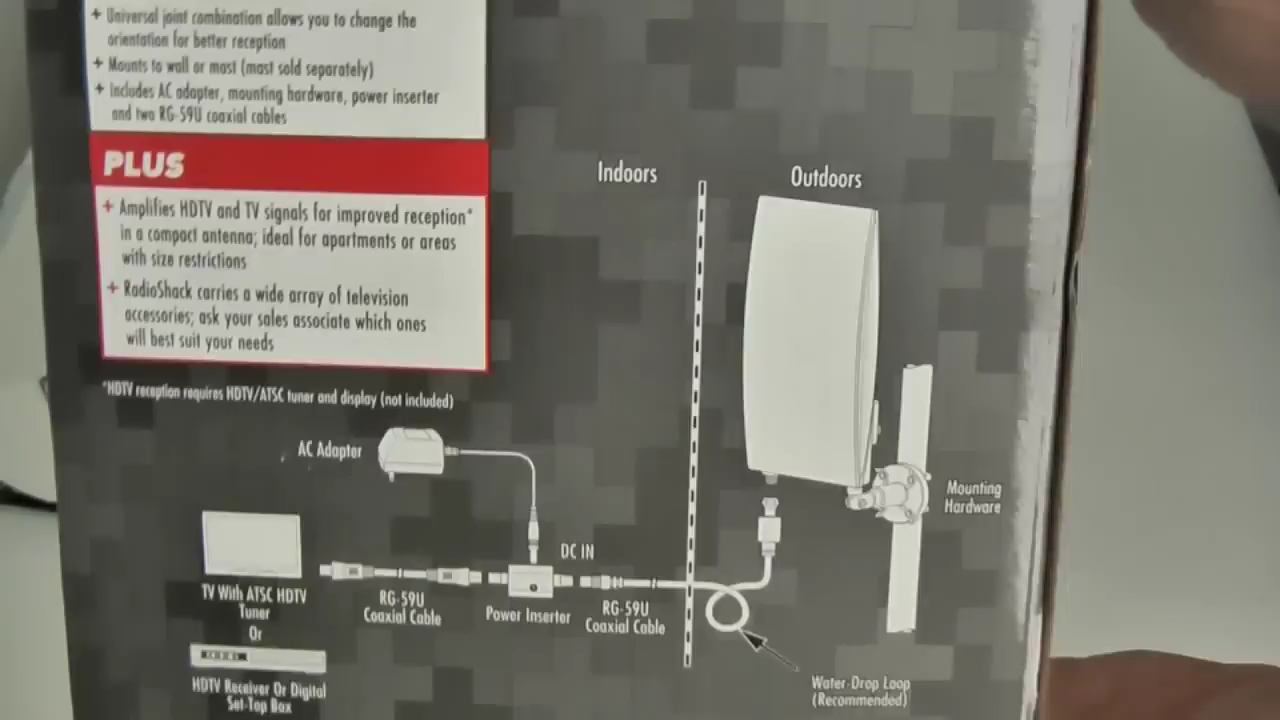 + Universal joint combination allows you to change the
orientation for better reception
+ Mounts to wall or mast (mast sold separately)
+ Includes AC adapter, mounting hardware, power inserter
and two RG-59U coaxial cables
PLUS
+ Amplifies HDTV and TV signals for improved reception*
in a compact antenna; ideal for apartments or areas
with size restrictions
+ RadioShack carries a wide array of television
accessories; ask your sales associate which ones
will best suit your needs
*HDTV reception requires HDTV/ATSC tuner and display (not included)
Indoors
Outdoors
AC Adapter
Mounting
Hardware
DC IN
TV With ATSC HDTV
Tuner
Or
HDTV Receiver Or Digital
Set-Top Box
RG-59U
Coaxial Cable
Power Inserter
RG-59U
Coaxial Cable
Water-Drop Loop
(Recommended)